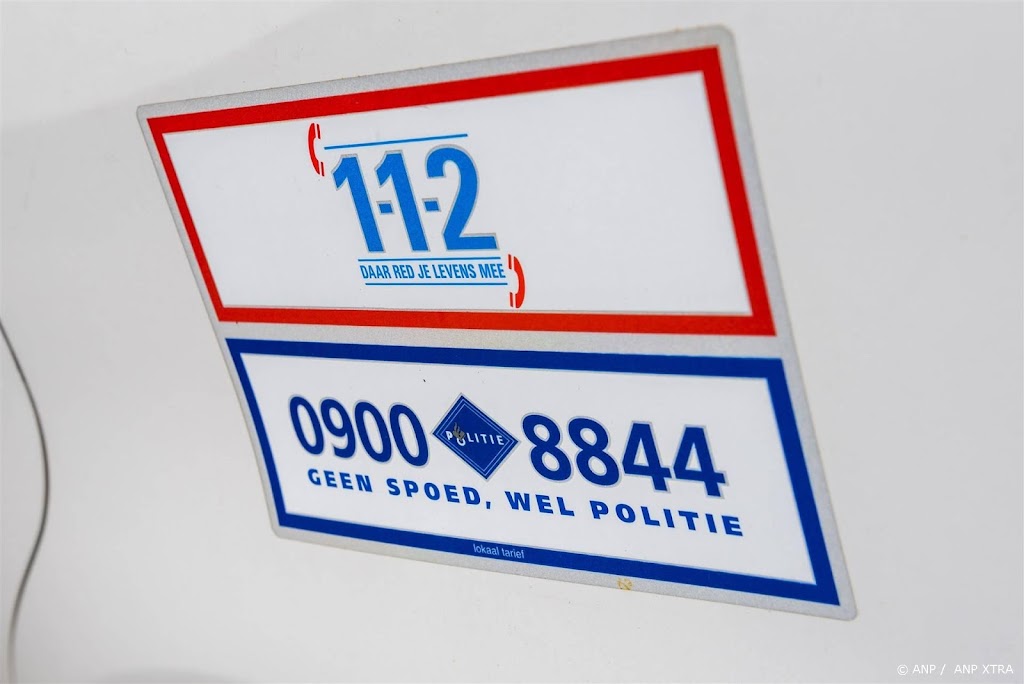 1-1-2
DAAR RED JE LEVENS MEE
0900 POLITIE 8844
GEEN SPOED, WEL POLITIE
lokaal tarief
© ANP / ANP XTRA